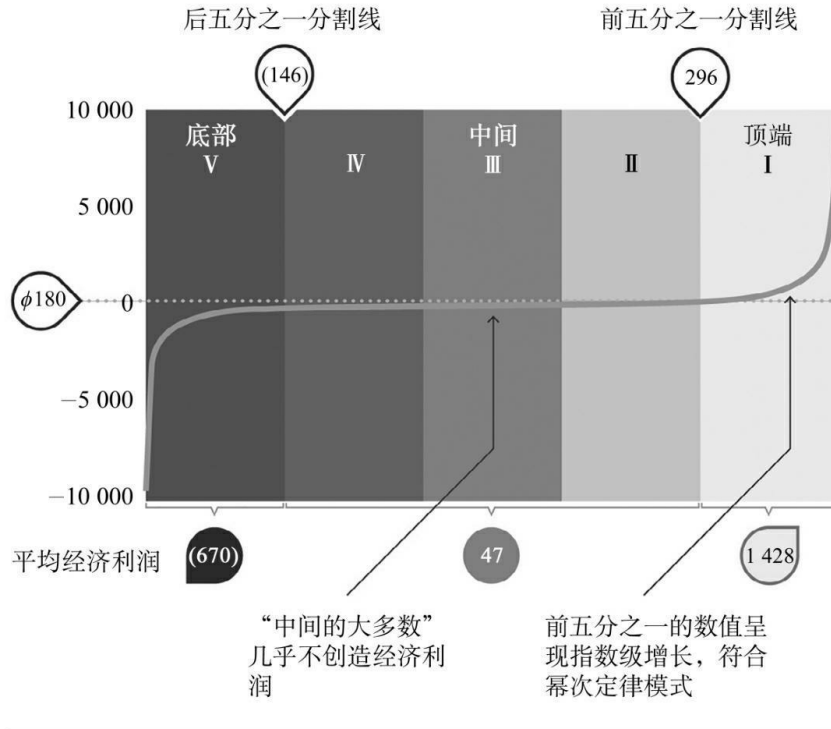 后五分之一分割线
前五分之一分割线
(146)
296
10 000
底部
中间
顶端
Ⅴ
Ⅳ
Ⅲ
Ⅱ
Ⅰ
5 000
ϕ180
0
−5 000
−10 000
平均经济利润
(670)
47
1 428
“中间的大多数”
几乎不创造经济利
润
前五分之一的数值呈
现指数级增长，符合
幂次定律模式